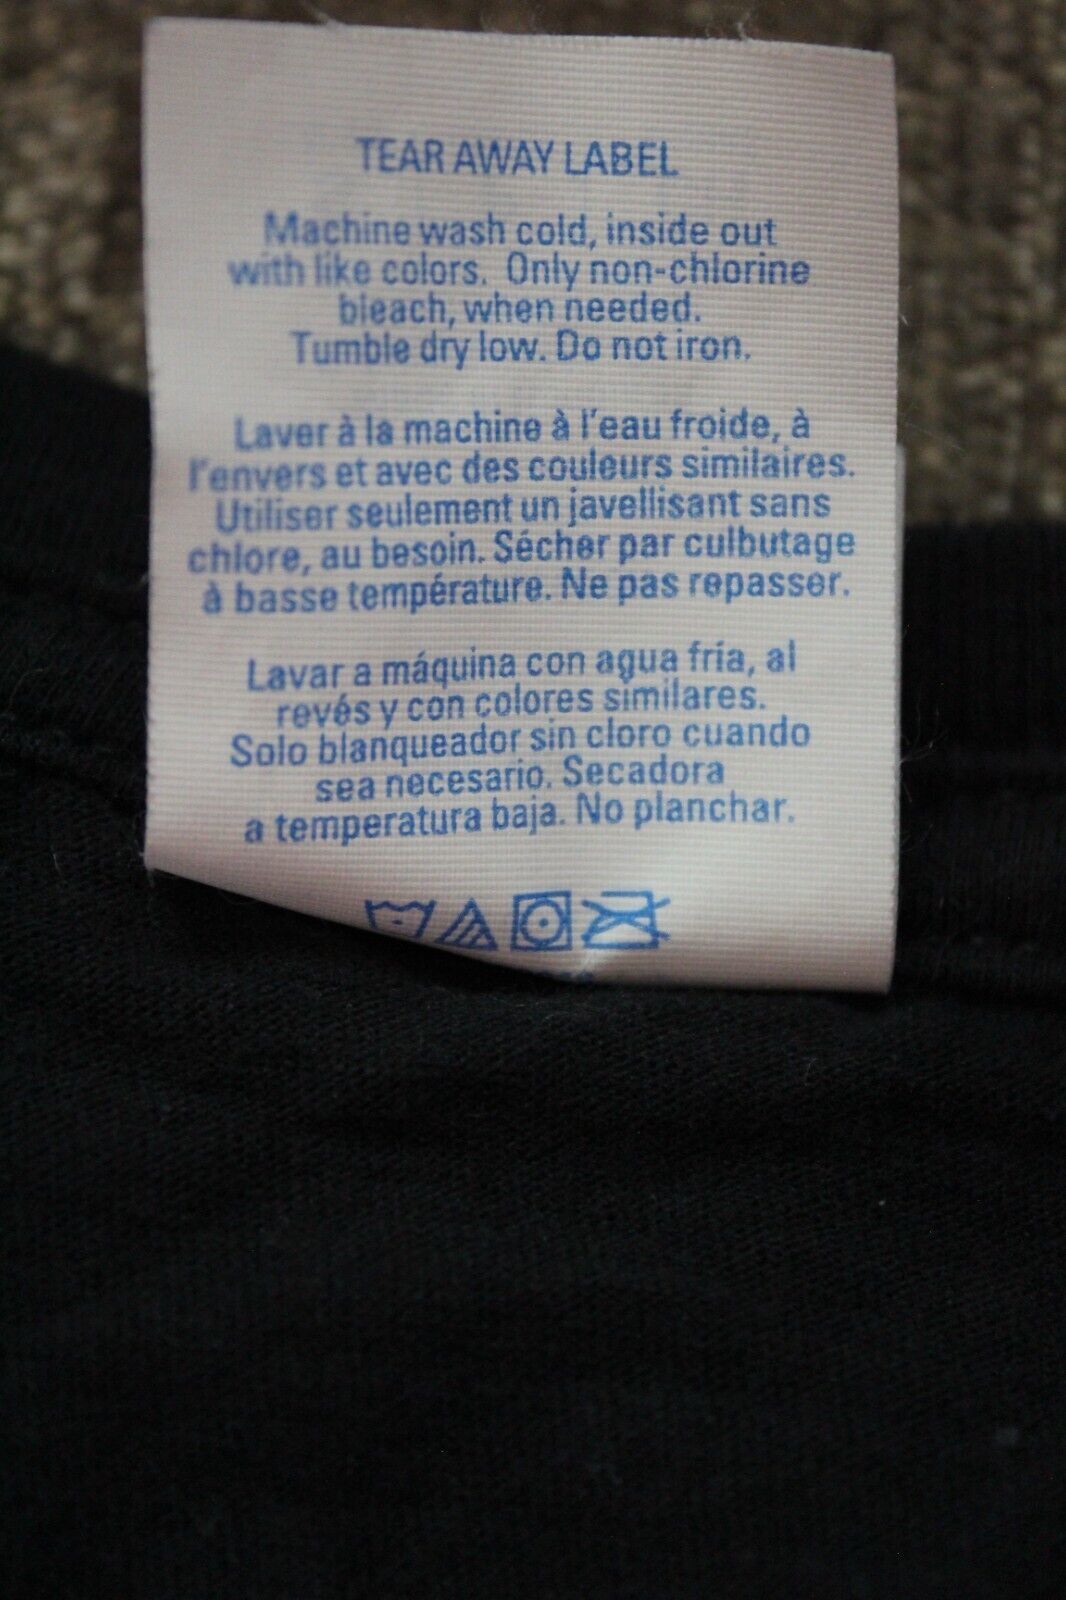 TEAR AWAY LABEL
Machine wash cold, inside out
with like colors. Only non-chlorine
bleach, when needed.
Tumble dry low. Do not iron.
Laver à la machine à l'eau froide, à
l'envers et avec des couleurs similaires.
Utiliser seulement un javellisant sans
chlore, au besoin. Sécher par culbutage
à basse température. Ne pas repasser.
Lavar a máquina con agua fría, al
revés y con colores similares.
Solo blanqueador sin cloro cuando
sea necesario. Secadora
a temperatura baja. No planchar.